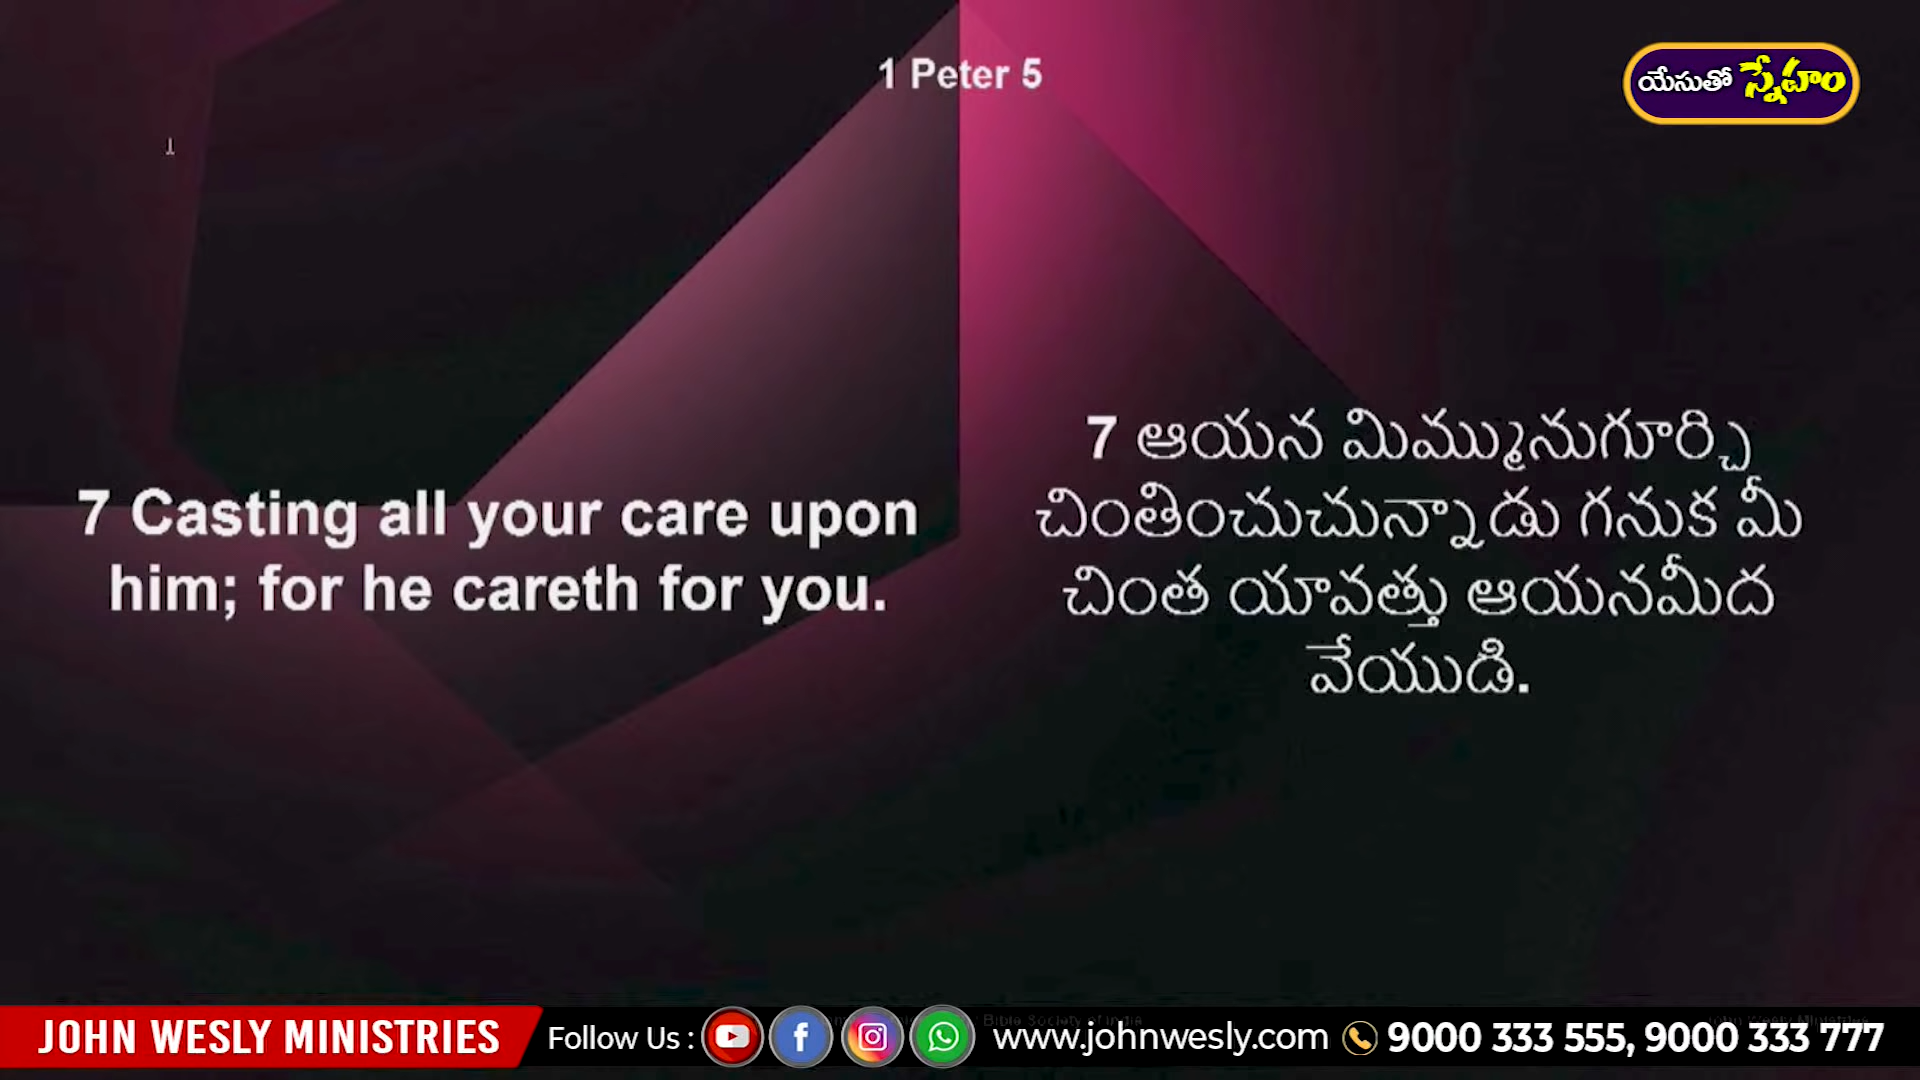 1 Peter 5
యేసుతో స్నేహం
7 Casting all your care upon
him; for he careth for you.
7 ఆయన మిమ్మునుగూర్చి
చింతించుచున్నాడు గనుక మీ
చింత యావత్తు ఆయనమీద
వేయుడి.
JOHN WESLY MINISTRIES Follow Us : www.johnwesly.com 9000 333 555, 9000 333 777